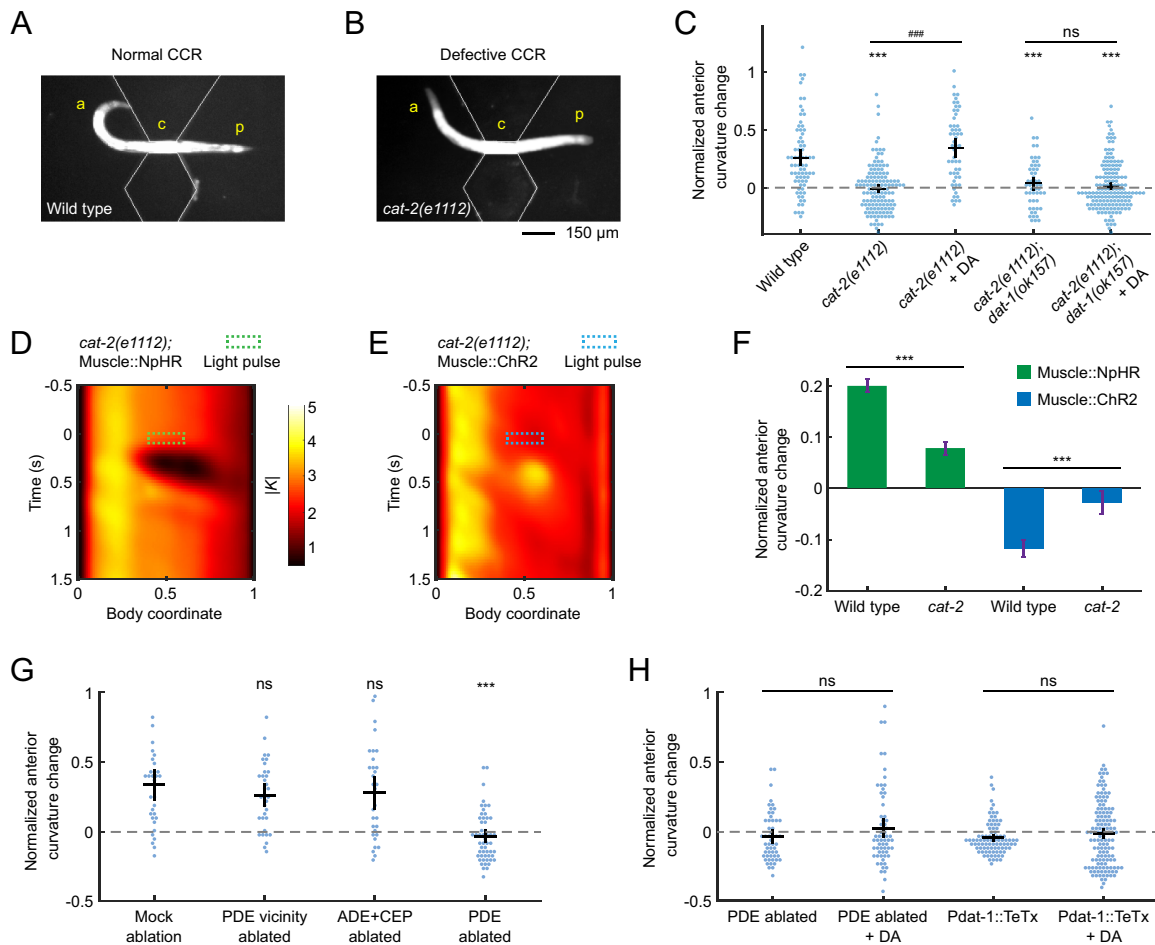 A
Normal CCR
a
c
p
Wild type
B
Defective CCR
a
c
p
cat-2(e1112)
150 µm
C
Normalized anterior
curvature change
1
0.5
0
###
ns
***
***
***
Wild type
cat-2(e1112)
cat-2(e1112)
+ DA
cat-2(e1112);
dat-1(ok157)
cat-2(e1112);
dat-1(ok157)
+ DA
D
cat-2(e1112);
Muscle::NpHR
Light pulse
Time (s)
-0.5
0
0.5
1
1.5
0
0.5
1
Body coordinate
|K|
5
4
3
2
1
E
cat-2(e1112);
Muscle::ChR2
Light pulse
Time (s)
-0.5
0
0.5
1
1.5
0
0.5
1
Body coordinate
F
Normalized anterior
curvature change
0.2
0.1
0
-0.1
-0.2
***
***
Muscle::NpHR
Muscle::ChR2
Wild type
cat-2
Wild type
cat-2
G
Normalized anterior
curvature change
1
0.5
0
-0.5
ns
ns
***
Mock
ablation
PDE vicinity
ablated
ADE+CEP
ablated
PDE
ablated
H
Normalized anterior
curvature change
1
0.5
0
-0.5
ns
ns
PDE ablated
PDE ablated
+ DA
Pdat-1::TeTx
Pdat-1::TeTx
+ DA